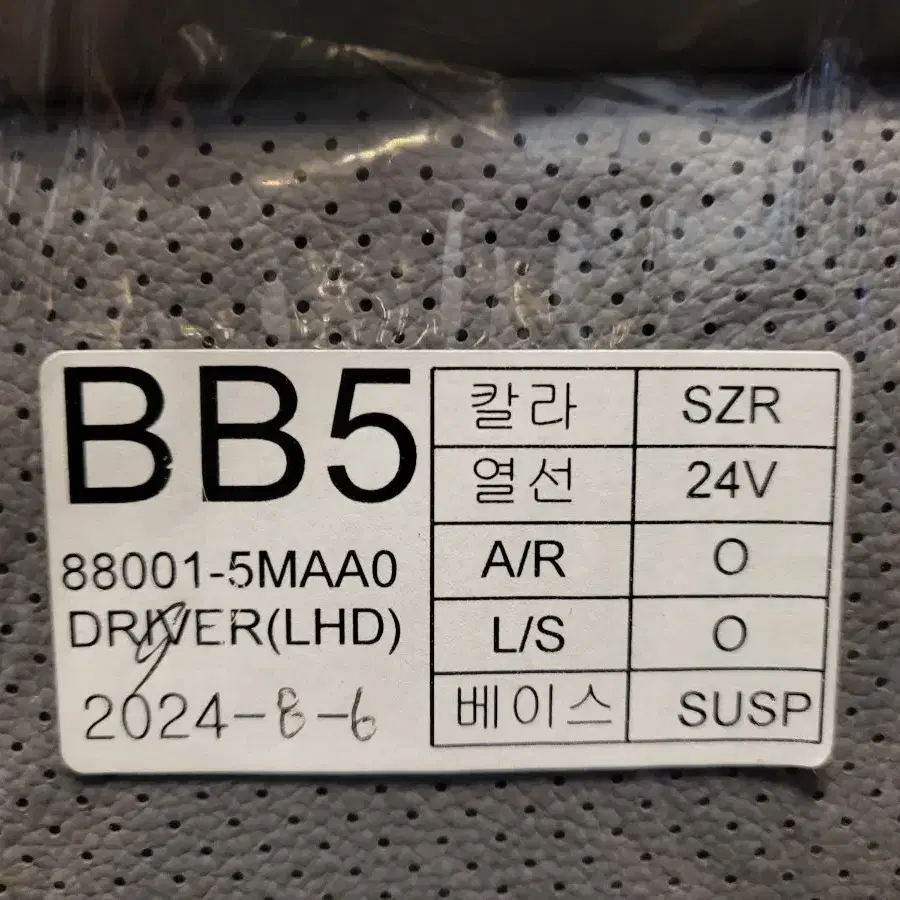 BB5
88001-5MAA0
DRIVER(LHD)
2024-8-6
칼라 SZR
열선 24V
A/R O
L/S O
베이스 SUSP